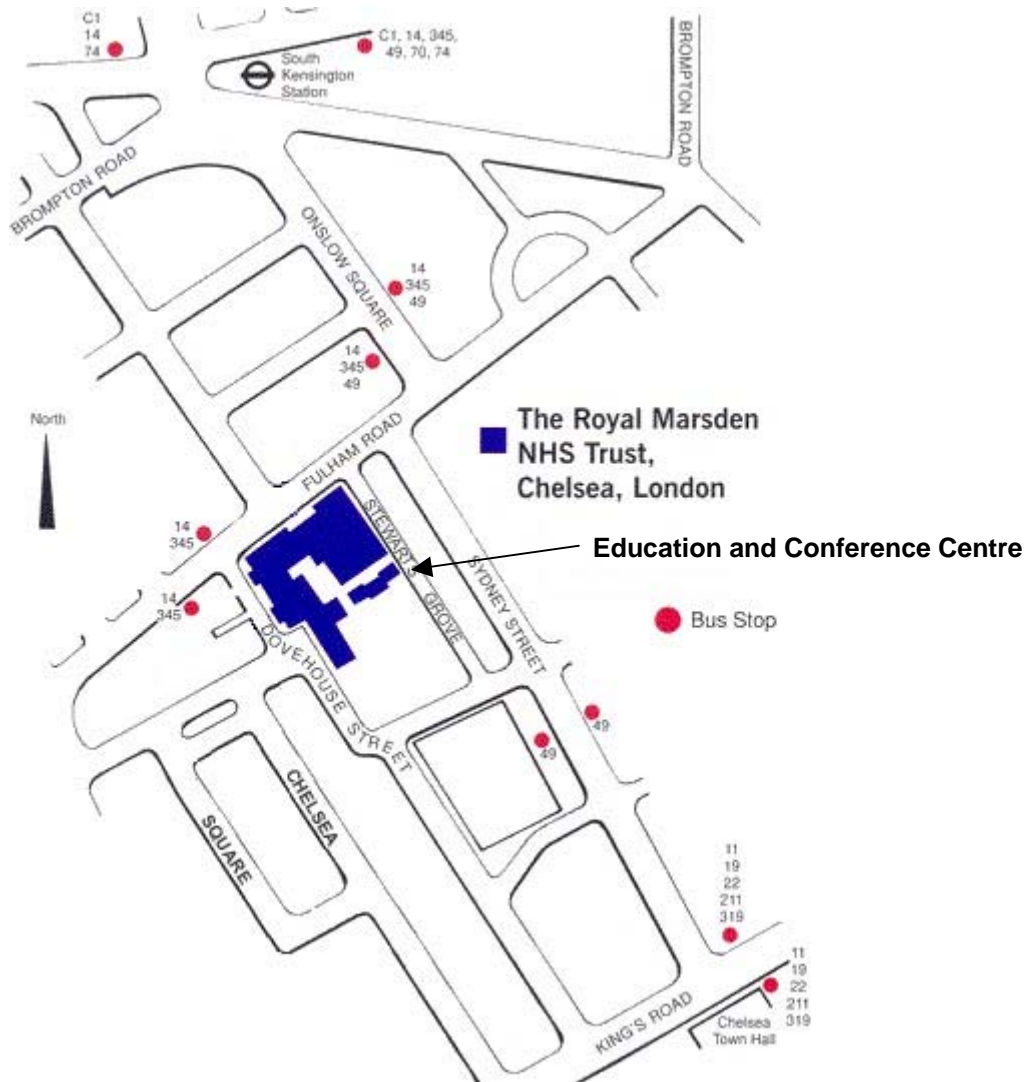 C1
14
74
C1, 14, 345,
49, 70, 74
South
Kensington
Station
BROMPTON ROAD
BROMPTON ROAD
ONSLOW SQUARE
14
345
49
14
345
49
North
FULHAM ROAD
The Royal Marsden
NHS Trust,
Chelsea, London
STEWARTS GROVE
14
345
Education and Conference Centre
SYDNEY STREET
14
345
Bus Stop
DOVEHOUSE STREET
49
49
CHELSEA
SQUARE
11
19
22
211
319
11
19
22
211
319
KING'S ROAD
Chelsea
Town Hall